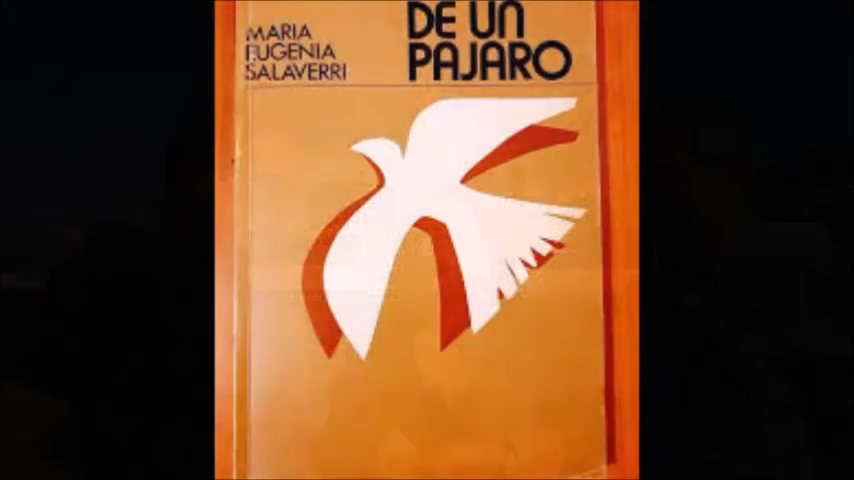 MARIA
EUGENIA
SALAVERRI
DE UN
PAJARO